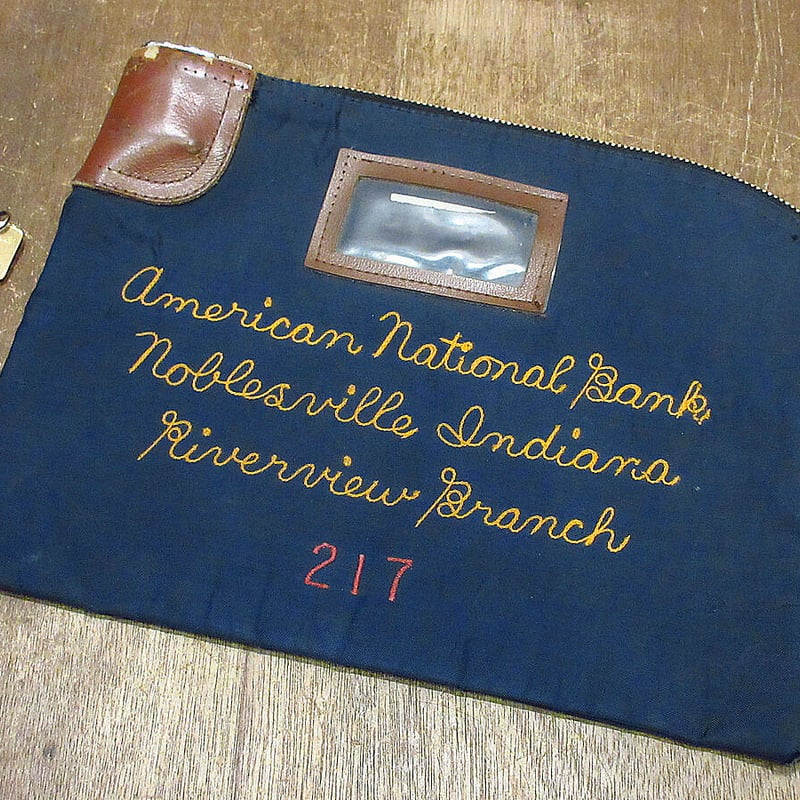 American National Bank
Noblesville, Indiana
Riverview Branch
217